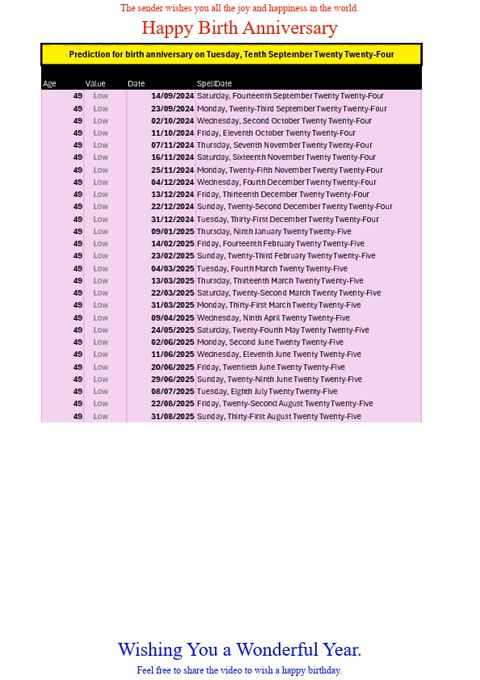 The sender wishes you all the joy and happiness in the world.
Happy Birth Anniversary
Prediction for birth anniversary on Tuesday, Tenth September Twenty Twenty-Four
Age Value Date SpellDate
49 Low 14/09/2024 Saturday, Fourteenth September Twenty Twenty-Four
49 Low 23/09/2024 Monday, Twenty-Third September Twenty Twenty-Four
49 Low 02/10/2024 Wednesday, Second October Twenty Twenty-Four
49 Low 11/10/2024 Friday, Eleventh October Twenty Twenty-Four
49 Low 07/11/2024 Thursday, Seventh November Twenty Twenty-Four
49 Low 16/11/2024 Saturday, Sixteenth November Twenty Twenty-Four
49 Low 25/11/2024 Monday, Twenty-Fifth November Twenty Twenty-Four
49 Low 04/12/2024 Wednesday, Fourth December Twenty Twenty-Four
49 Low 13/12/2024 Friday, Thirteenth December Twenty Twenty-Four
49 Low 22/12/2024 Sunday, Twenty-Second December Twenty Twenty-Four
49 Low 31/12/2024 Tuesday, Thirty-First December Twenty Twenty-Four
49 Low 09/01/2025 Thursday, Ninth January Twenty Twenty-Five
49 Low 14/02/2025 Friday, Fourteenth February Twenty Twenty-Five
49 Low 23/02/2025 Sunday, Twenty-Third February Twenty Twenty-Five
49 Low 04/03/2025 Tuesday, Fourth March Twenty Twenty-Five
49 Low 13/03/2025 Thursday, Thirteenth March Twenty Twenty-Five
49 Low 22/03/2025 Saturday, Twenty-Second March Twenty Twenty-Five
49 Low 31/03/2025 Monday, Thirty-First March Twenty Twenty-Five
49 Low 09/04/2025 Wednesday, Ninth April Twenty Twenty-Five
49 Low 24/05/2025 Saturday, Twenty-Fourth May Twenty Twenty-Five
49 Low 02/06/2025 Monday, Second June Twenty Twenty-Five
49 Low 11/06/2025 Wednesday, Eleventh June Twenty Twenty-Five
49 Low 20/06/2025 Friday, Twentieth June Twenty Twenty-Five
49 Low 29/06/2025 Sunday, Twenty-Ninth June Twenty Twenty-Five
49 Low 08/07/2025 Tuesday, Eighth July Twenty Twenty-Five
49 Low 22/08/2025 Friday, Twenty-Second August Twenty Twenty-Five
49 Low 31/08/2025 Sunday, Thirty-First August Twenty Twenty-Five
Wishing You a Wonderful Year.
Feel free to share the video to wish a happy birthday.